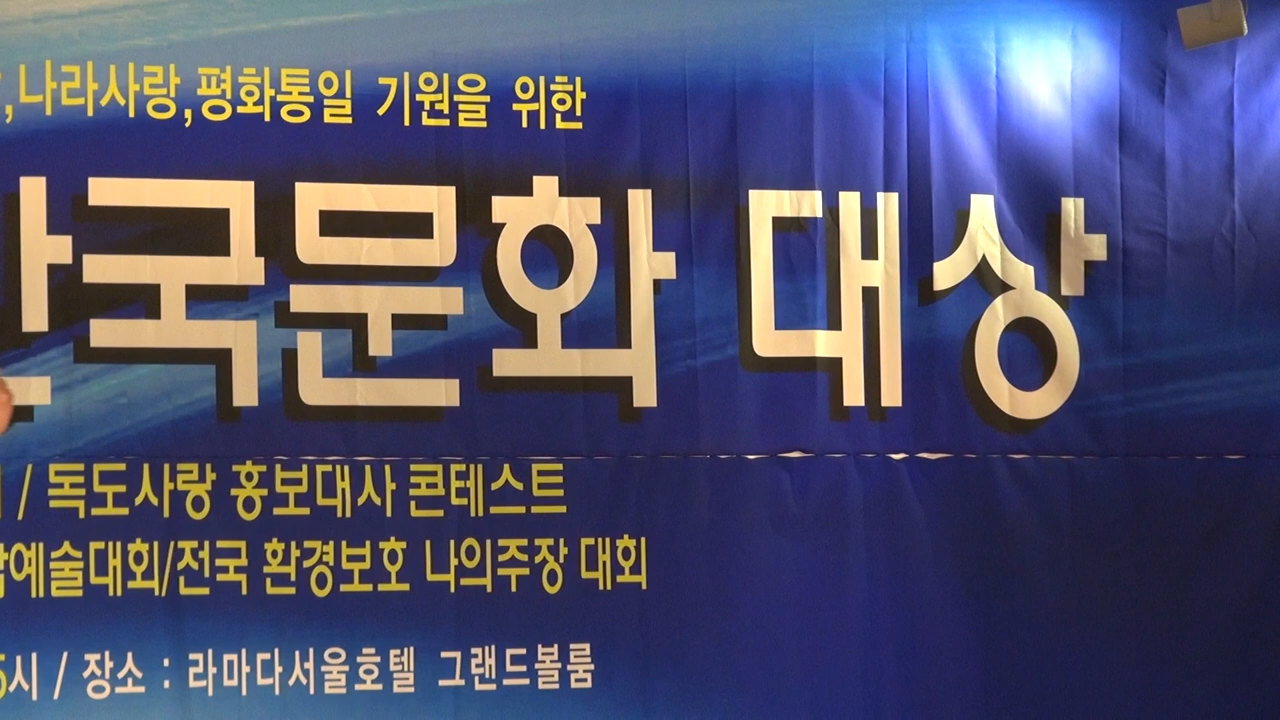 ,나라사랑,평화통일 기원을 위한
한국문화 대상
/ 독도사랑 홍보대사 콘테스트
합예술대회/전국 환경보호 나의주장 대회
5시 / 장소 : 라마다서울호텔 그랜드볼룸